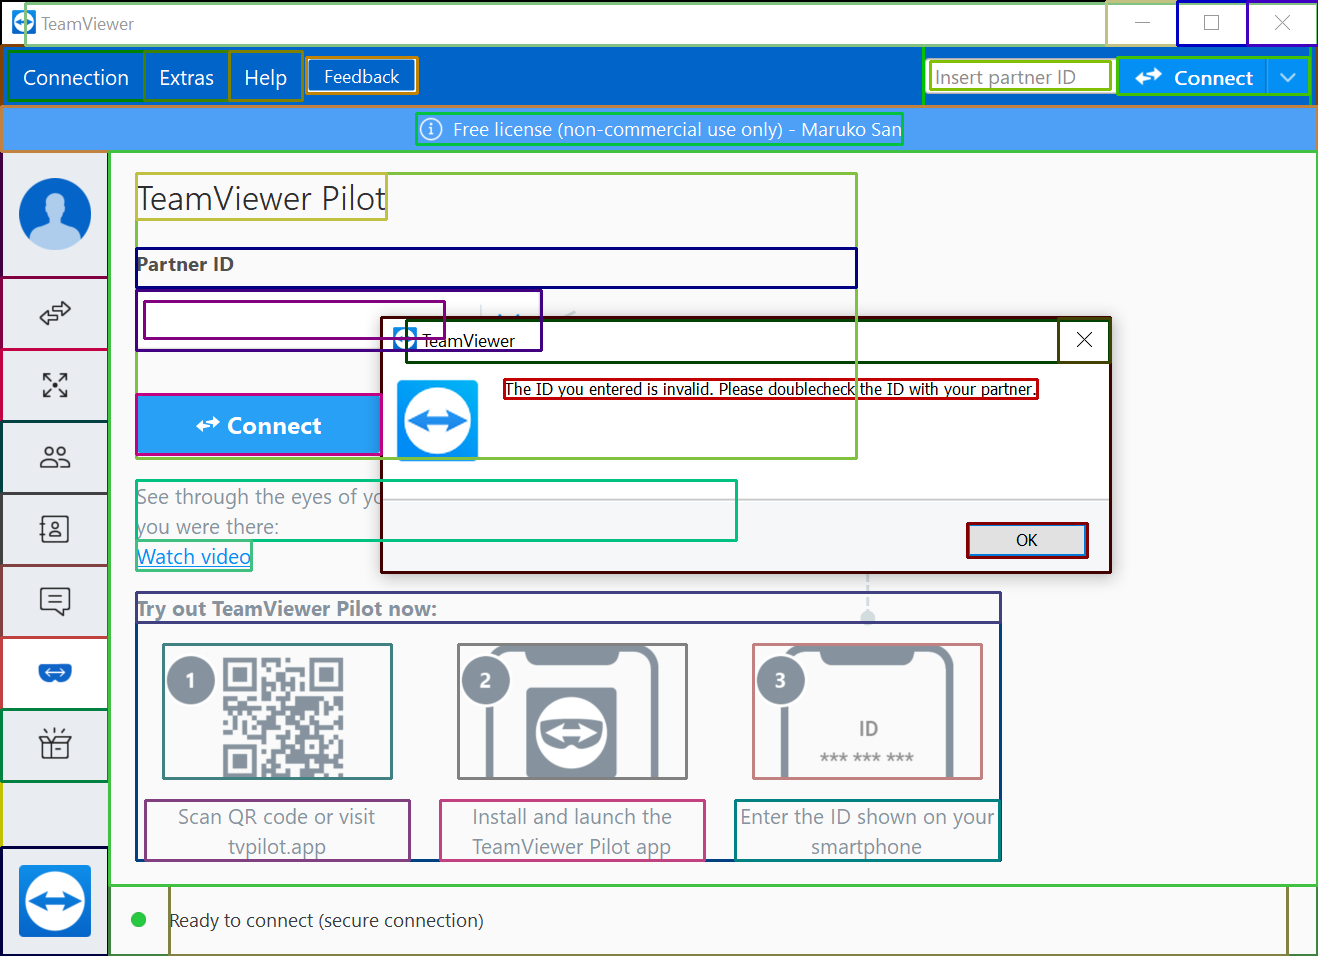 TeamViewer
Connection
Extras
Help
Feedback
Insert partner ID
Connect
Free license (non-commercial use only) - Maruko San
TeamViewer Pilot
Partner ID
TeamViewer
The ID you entered is invalid. Please doublecheck the ID with your partner.
OK
Connect
See through the eyes of
you were there:
Watch video
Try out TeamViewer Pilot now:
1
2
3
ID
*** *** ***
Scan QR code or visit
tvpilot.app
Install and launch the
TeamViewer Pilot app
Enter the ID shown on your
smartphone
Ready to connect (secure connection)